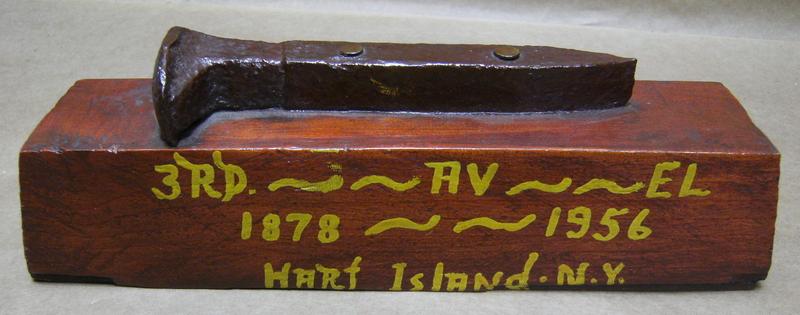 3RD. ~ ~ AV ~ ~ EL
1878 ~ ~ 1956
HART Island. N.Y.